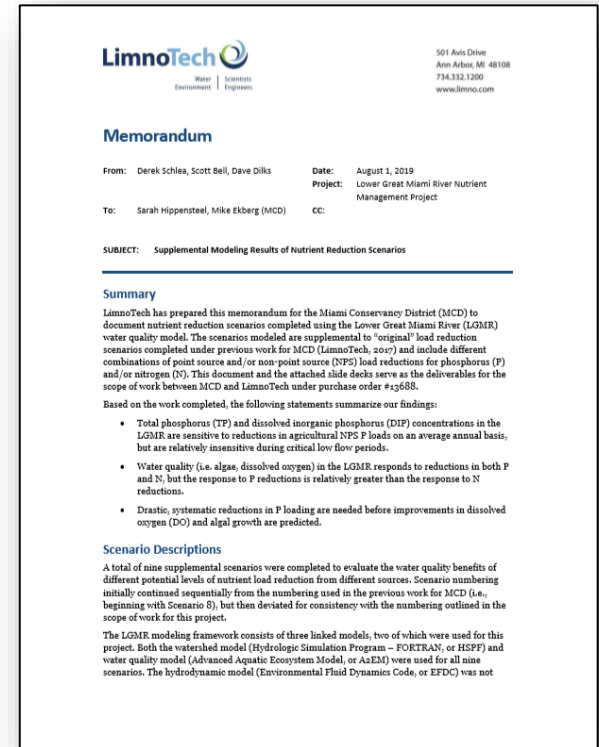 LimnoTech
Water | Scientists
Environment | Engineers
501 Avis Drive
Ann Arbor, MI 48108
734.332.1200
www.limno.com
Memorandum
From: Derek Schlea, Scott Bell, Dave Dilks
Date: August 1, 2019
Project: Lower Great Miami River Nutrient
Management Project
To: Sarah Hippensteel, Mike Ekberg (MCD)
CC:
SUBJECT: Supplemental Modeling Results of Nutrient Reduction Scenarios
Summary
LimnoTech has prepared this memorandum for the Miami Conservancy District (MCD) to
document nutrient reduction scenarios completed using the Lower Great Miami River (LGMR)
water quality model. The scenarios modeled are supplemental to “original” load reduction
scenarios completed under previous work for MCD (LimnoTech, 2017) and include different
combinations of point source and/or non-point source (NPS) load reductions for phosphorus (P)
and/or nitrogen (N). This document and the attached slide decks serve as the deliverables for the
scope of work between MCD and LimnoTech under purchase order #13688.
Based on the work completed, the following statements summarize our findings:
• Total phosphorus (TP) and dissolved inorganic phosphorus (DIP) concentrations in the
LGMR are sensitive to reductions in agricultural NPS P loads on an average annual basis,
but are relatively insensitive during critical low flow periods.
• Water quality (i.e. algae, dissolved oxygen) in the LGMR responds to reductions in both P
and N, but the response to P reductions is relatively greater than the response to N
reductions.
• Drastic, systematic reductions in P loading are needed before improvements in dissolved
oxygen (DO) and algal growth are predicted.
Scenario Descriptions
A total of nine supplemental scenarios were completed to evaluate the water quality benefits of
different potential levels of nutrient load reduction from different sources. Scenario numbering
initially continued sequentially from the numbering used in the previous work for MCD (i.e.,
beginning with Scenario 8), but then deviated for consistency with the numbering outlined in the
scope of work for this project.
The LGMR modeling framework consists of three linked models, two of which were used for this
project. Both the watershed model (Hydrologic Simulation Program – FORTRAN, or HSPF) and
water quality model (Advanced Aquatic Ecosystem Model, or A2EM) were used for all nine
scenarios. The hydrodynamic model (Environmental Fluid Dynamics Code, or EFDC) was not